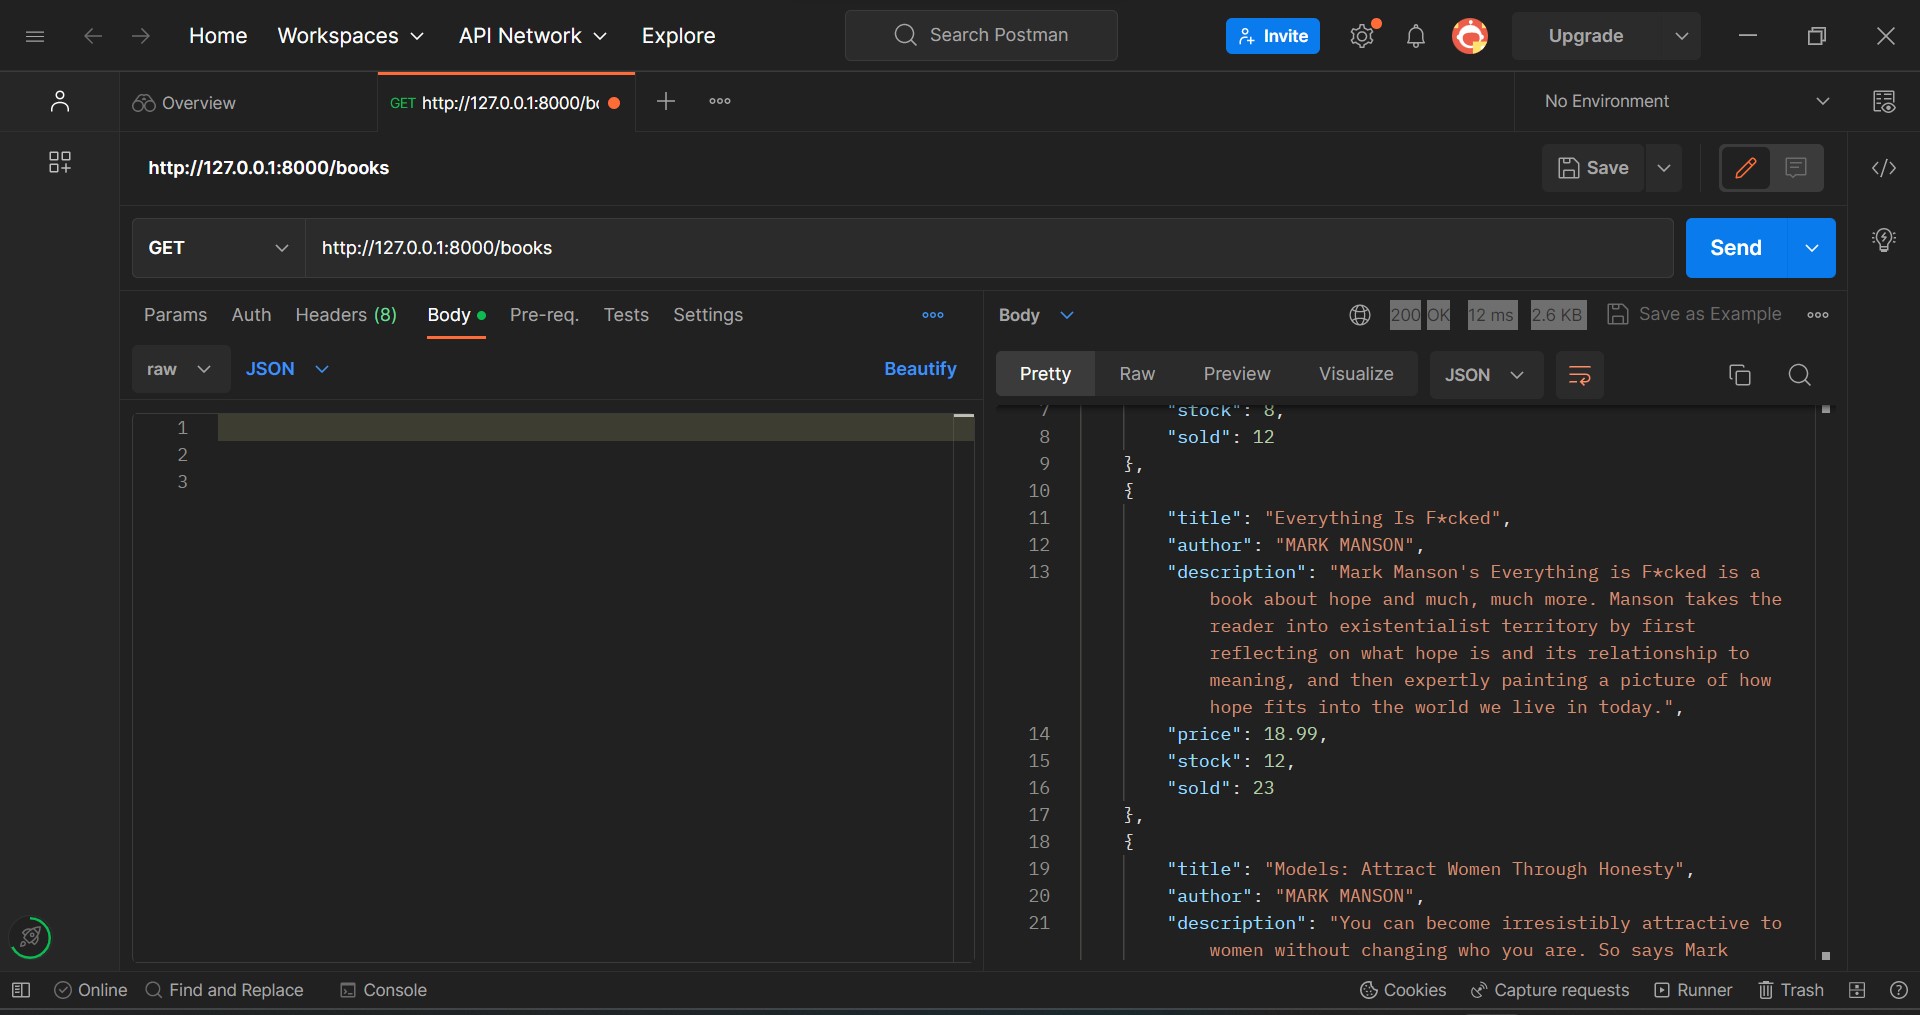 Home Workspaces API Network Explore Search Postman Invite Upgrade
Overview GET http://127.0.0.1:8000/bo No Environment
http://127.0.0.1:8000/books Save
GET http://127.0.0.1:8000/books Send
Params Auth Headers (8) Body Pre-req. Tests Settings
raw JSON Beautify
1
2
3
Body 200 OK 12 ms 2.6 KB Save as Example
Pretty Raw Preview Visualize JSON
7 "stock": 8,
8 "sold": 12
9 },
10 {
11 "title": "Everything Is F*cked",
12 "author": "MARK MANSON",
13 "description": "Mark Manson's Everything is F*cked is a
book about hope and much, much more. Manson takes the
reader into existentialist territory by first
reflecting on what hope is and its relationship to
meaning, and then expertly painting a picture of how
hope fits into the world we live in today.",
14 "price": 18.99,
15 "stock": 12,
16 "sold": 23
17 },
18 {
19 "title": "Models: Attract Women Through Honesty",
20 "author": "MARK MANSON",
21 "description": "You can become irresistibly attractive to
women without changing who you are. So says Mark
Online Find and Replace Console Cookies Capture requests Runner Trash